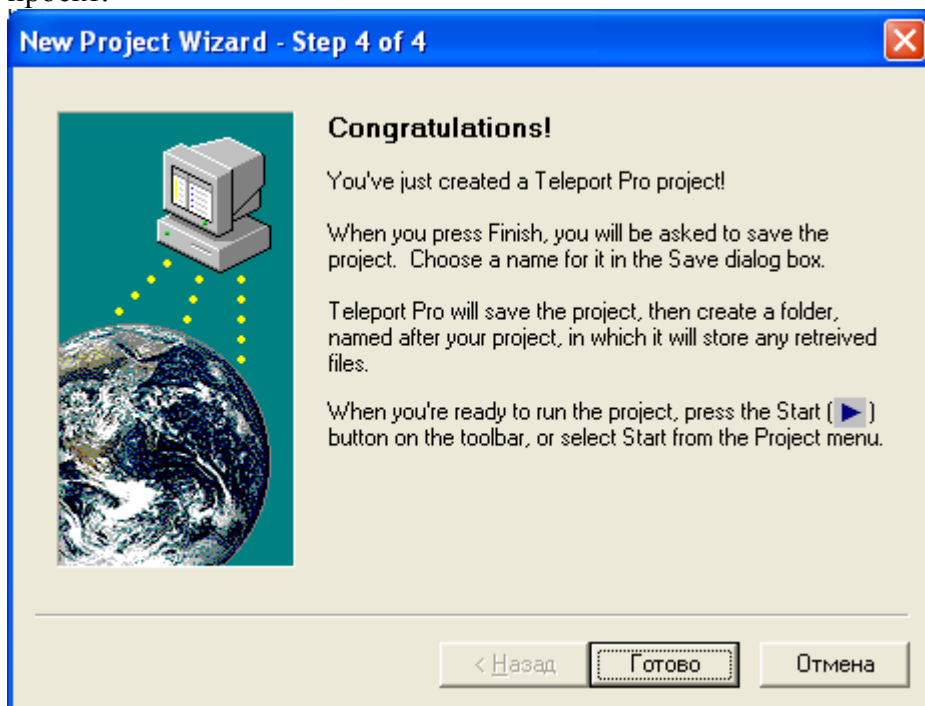 New Project Wizard - Step 4 of 4
Congratulations!
You've just created a Teleport Pro project!
When you press Finish, you will be asked to save the
project. Choose a name for it in the Save dialog box.
Teleport Pro will save the project, then create a folder,
named after your project, in which it will store any retreived
files.
When you're ready to run the project, press the Start ( ▶ )
button on the toolbar, or select Start from the Project menu.
< Назад
Готово
Отмена